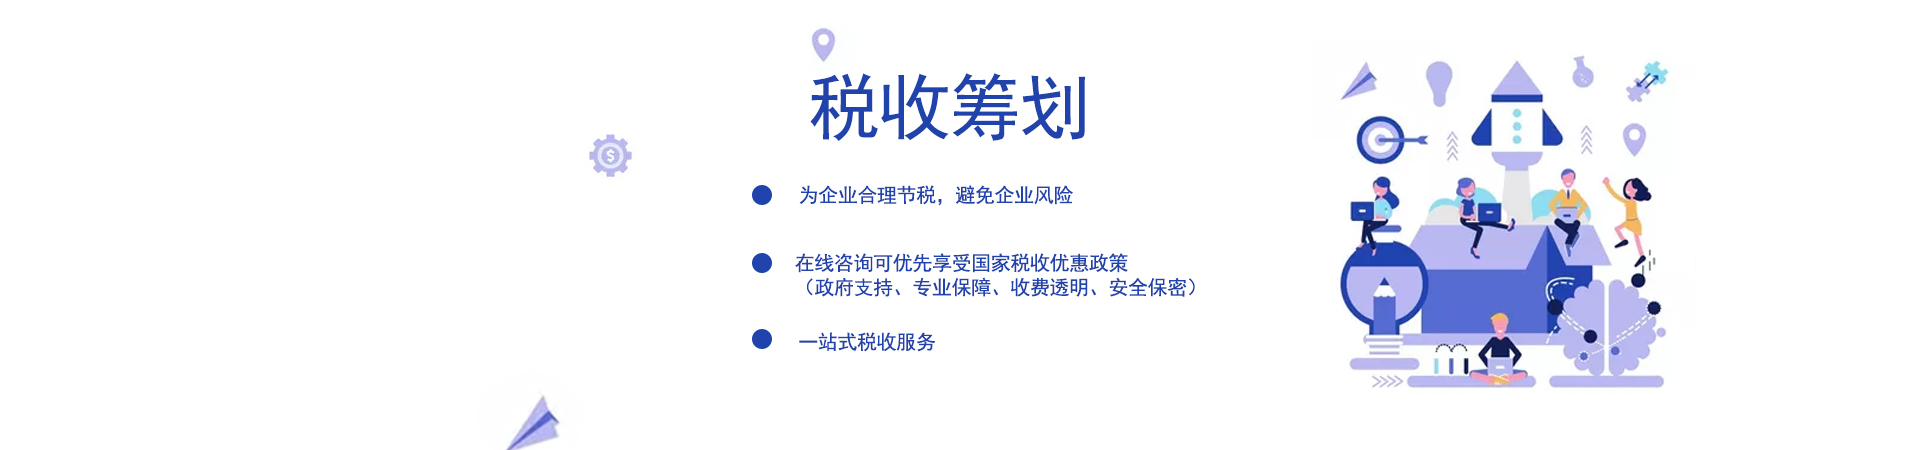 税收筹划
为企业合理节税，避免企业风险
在线咨询可优先享受国家税收优惠政策
（政府支持、专业保障、收费透明、安全保密）
一站式税收服务
$